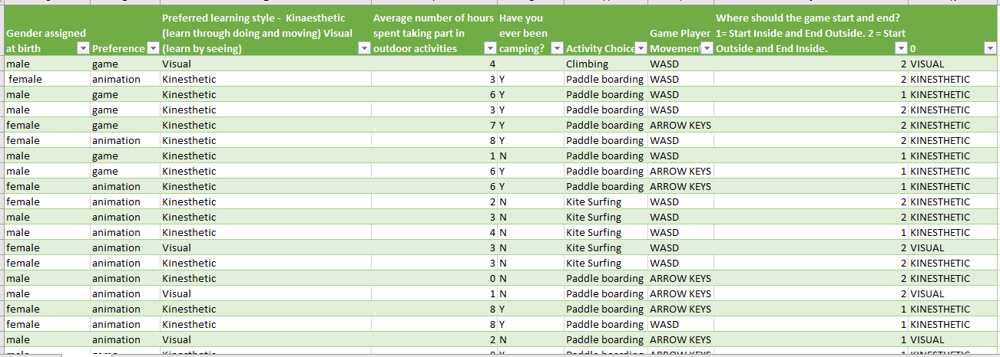 Gender assigned at birth Preference Preferred learning style -  Kinaesthetic (learn through doing and moving) Visual (learn by seeing) Average number of hours spent taking part in outdoor activities Have you ever been camping? Activity Choice Game Player Movement Where should the game start and end? 1= Start Inside and End Outside. 2 = Start Outside and End Inside. 0
male game Visual 4 Climbing WASD 2 VISUAL
female animation Kinesthetic 3 Y Paddle boarding WASD 2 KINESTHETIC
male game Kinesthetic 6 Y Paddle boarding WASD 1 KINESTHETIC
male game Kinesthetic 3 Y Paddle boarding WASD 2 KINESTHETIC
female game Kinesthetic 7 Y Paddle boarding ARROW KEYS 2 KINESTHETIC
female animation Kinesthetic 8 Y Paddle boarding WASD 2 KINESTHETIC
male game Kinesthetic 1 N Paddle boarding WASD 1 KINESTHETIC
male game Kinesthetic 6 Y Paddle boarding ARROW KEYS 1 KINESTHETIC
female animation Kinesthetic 6 Y Paddle boarding ARROW KEYS 1 KINESTHETIC
female animation Kinesthetic 2 N Kite Surfing WASD 2 KINESTHETIC
male animation Kinesthetic 3 N Kite Surfing WASD 2 KINESTHETIC
male animation Kinesthetic 4 N Kite Surfing WASD 1 KINESTHETIC
female animation Visual 3 N Kite Surfing WASD 2 VISUAL
female animation Kinesthetic 3 N Kite Surfing WASD 2 KINESTHETIC
male animation Kinesthetic 0 N Paddle boarding ARROW KEYS 2 KINESTHETIC
male animation Visual 1 N Paddle boarding ARROW KEYS 2 VISUAL
female animation Kinesthetic 8 Y Paddle boarding ARROW KEYS 1 KINESTHETIC
female animation Kinesthetic 8 Y Paddle boarding WASD 1 KINESTHETIC
male animation Visual 2 N Paddle boarding ARROW KEYS 1 VISUAL